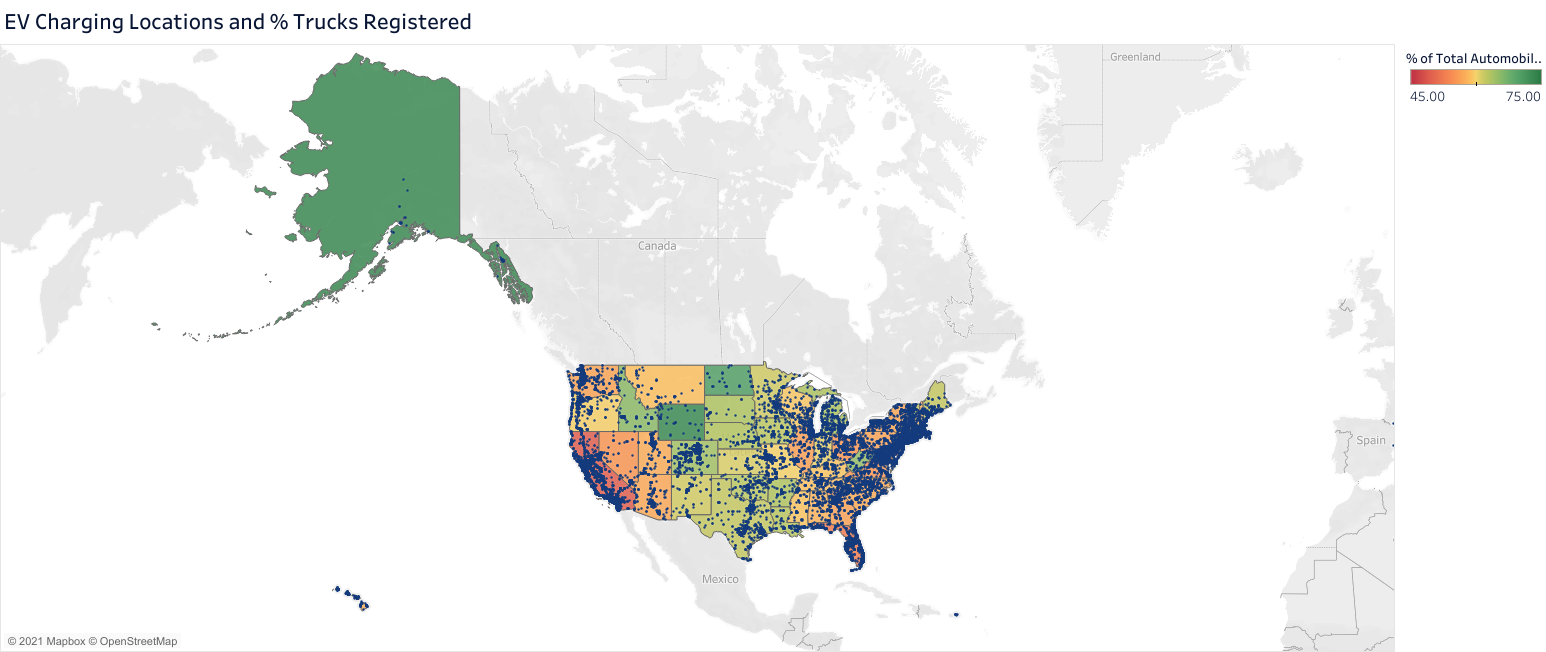 EV Charging Locations and % Trucks Registered
% of Total Automobil..
45.00 75.00
Greenland
Canada
Spain
Mexico
© 2021 Mapbox © OpenStreetMap